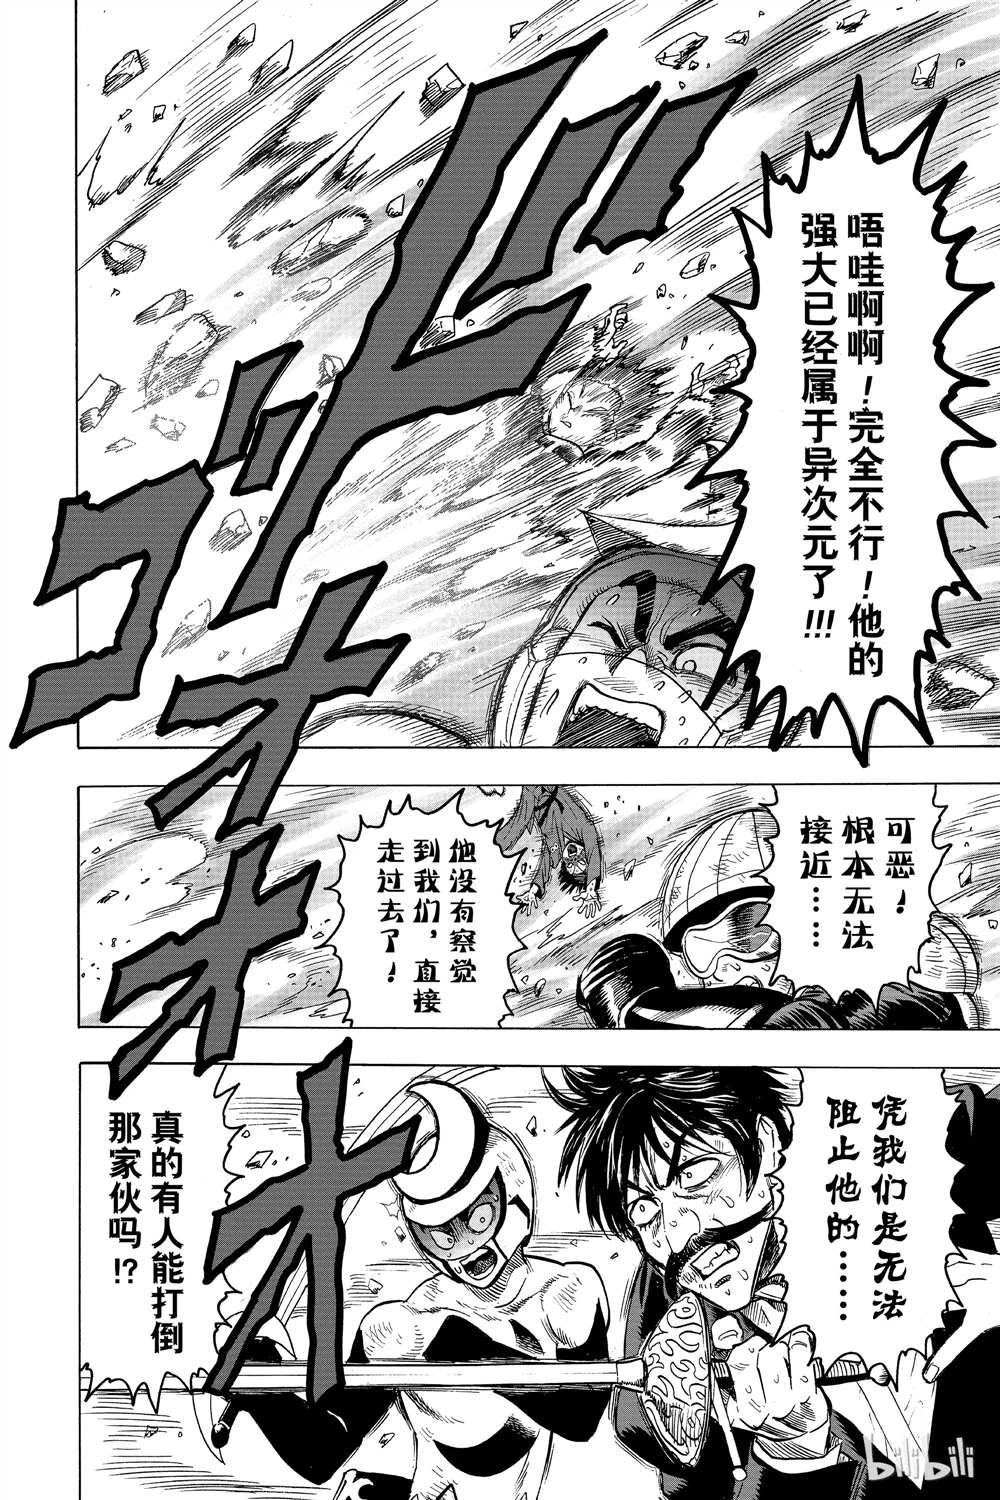 唔哇啊啊！完全不行！他的
强大已经属于异次元了!!!
ゴゴドオオオオ
可恶！
根本无法
接近……
他没有察觉
到我们，直接
走过去了！
凭我们是无法
阻止他的……
真的有人能打倒
那家伙吗!?
bilibili